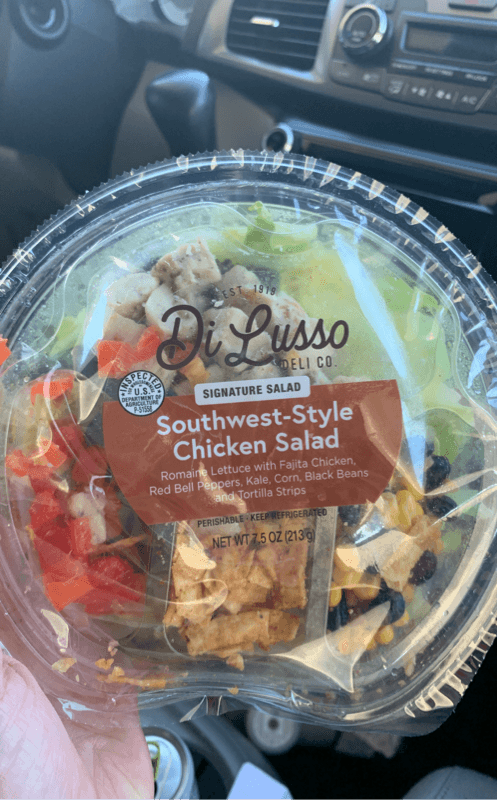 EST. 1919
Di Lusso
DELI CO.
INSPECTED
U.S.
DEPARTMENT OF
AGRICULTURE
P-51558
SIGNATURE SALAD
Southwest-Style
Chicken Salad
Romaine Lettuce with Fajita Chicken,
Red Bell Peppers, Kale, Corn, Black Beans
and Tortilla Strips
PERISHABLE - KEEP REFRIGERATED
NET WT 7.5 OZ (213g)
A/C